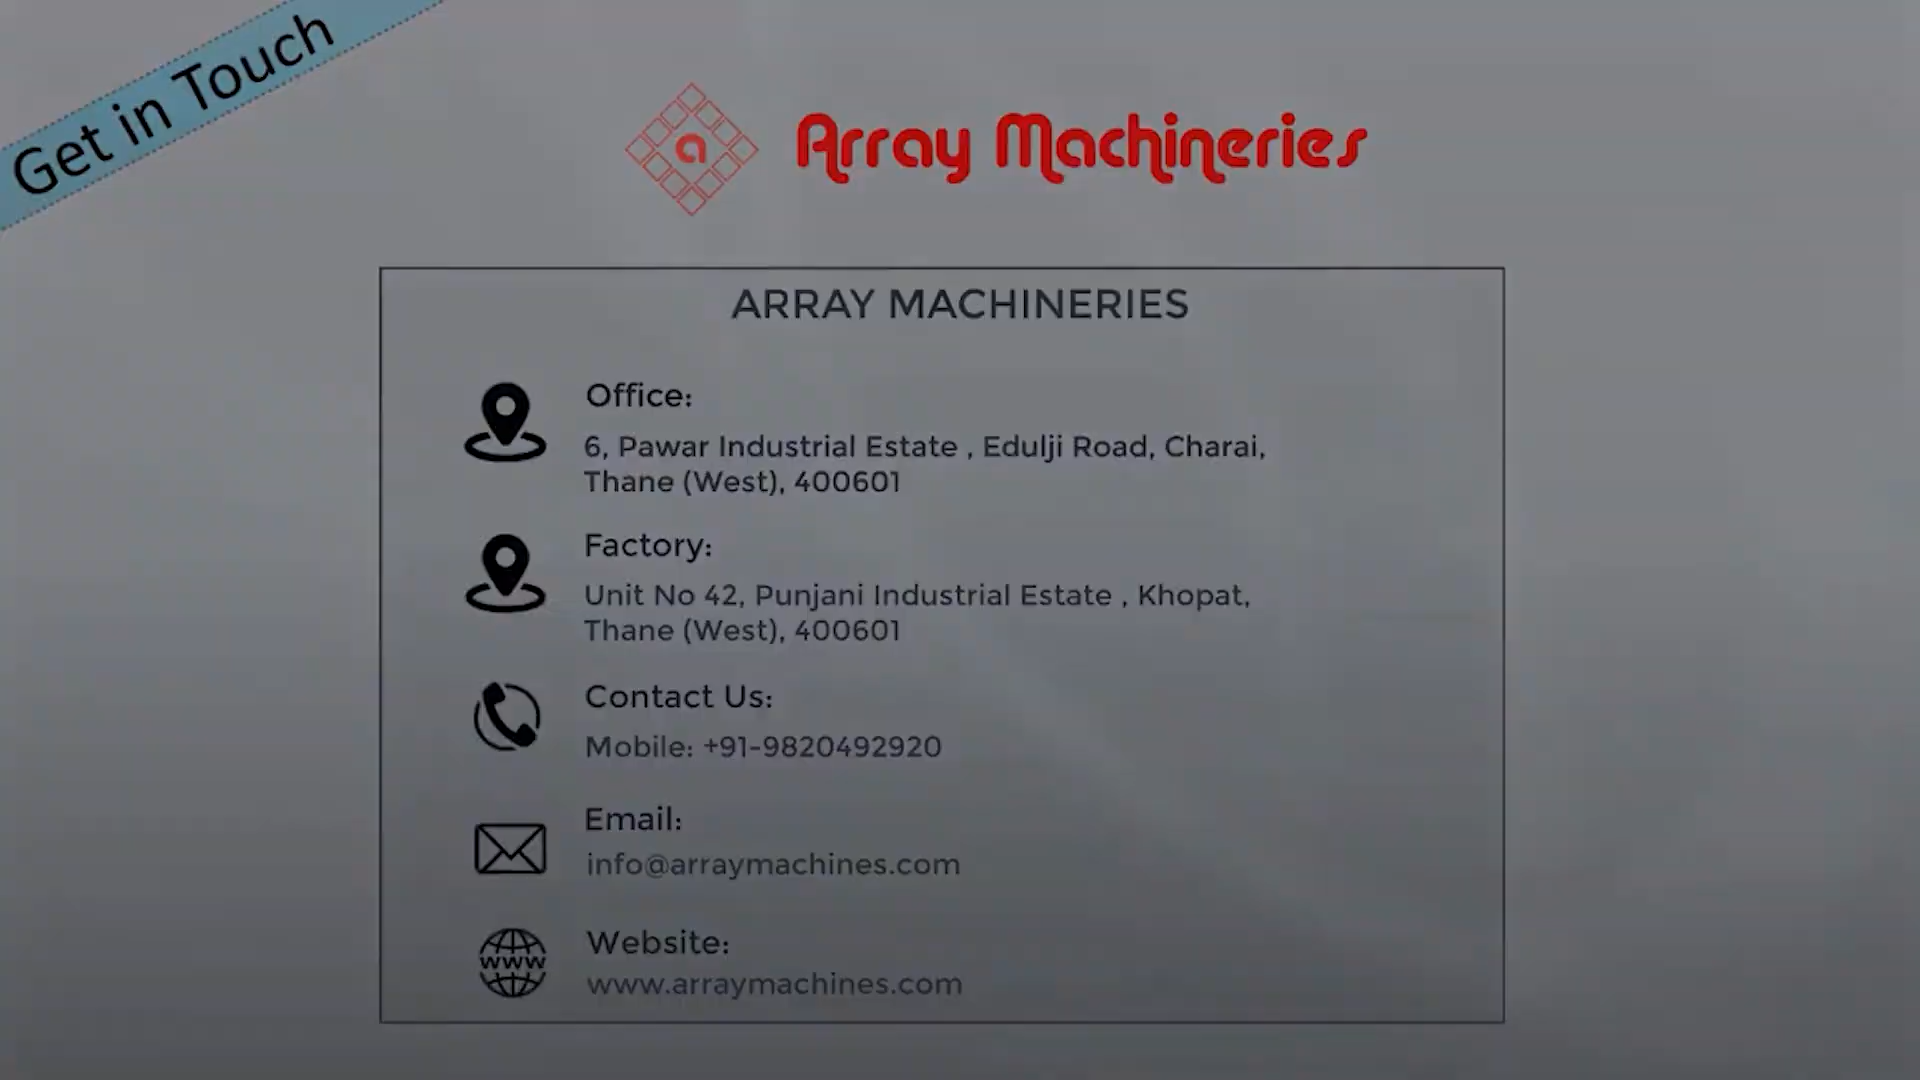 Get in Touch
a Array Machineries
ARRAY MACHINERIES
Office:
6, Pawar Industrial Estate , Edulji Road, Charai,
Thane (West), 400601
Factory:
Unit No 42, Punjani Industrial Estate , Khopat,
Thane (West), 400601
Contact Us:
Mobile: +91-9820492920
Email:
info@arraymachines.com
Website:
www
www.arraymachines.com